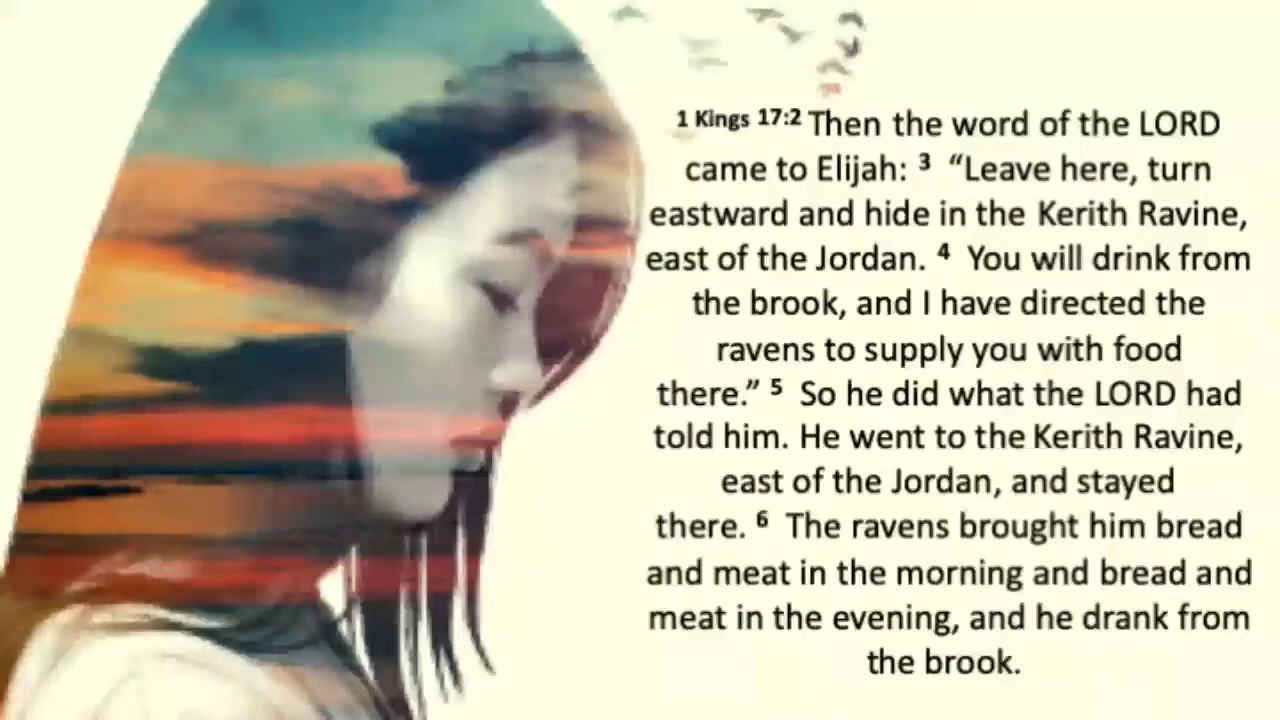 1 Kings 17:2 Then the word of the LORD
came to Elijah: 3 “Leave here, turn
eastward and hide in the Kerith Ravine,
east of the Jordan. 4 You will drink from
the brook, and I have directed the
ravens to supply you with food
there.” 5 So he did what the LORD had
told him. He went to the Kerith Ravine,
east of the Jordan, and stayed
there. 6 The ravens brought him bread
and meat in the morning and bread and
meat in the evening, and he drank from
the brook.